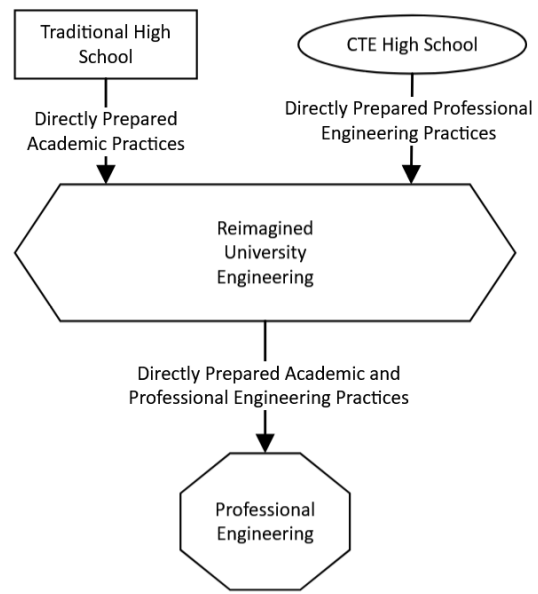 Traditional High
School
CTE High School
Directly Prepared
Academic Practices
Directly Prepared Professional
Engineering Practices
Reimagined
University
Engineering
Directly Prepared Academic and
Professional Engineering Practices
Professional
Engineering